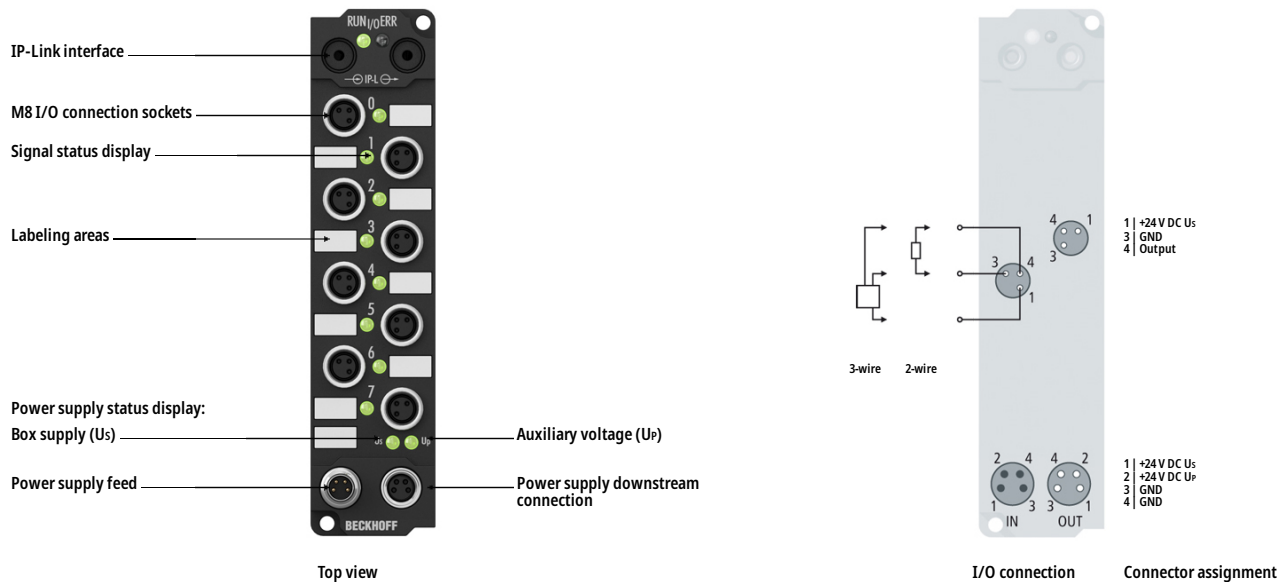 RUN I/O ERR
IP-Link interface
IP-L
M8 I/O connection sockets
0
Signal status display
1
2
Labeling areas
3
4
5
6
7
Power supply status display:
Box supply (Us)
Us Up
Auxiliary voltage (UP)
Power supply feed
Power supply downstream
connection
BECKHOFF
Top view
4 1
3
1 | +24 V DC Us
3 | GND
4 | Output
3 4
1
3-wire 2-wire
2 4 4 2
1 3 3 1
IN OUT
1 | +24 V DC Us
2 | +24 V DC UP
3 | GND
4 | GND
I/O connection
Connector assignment